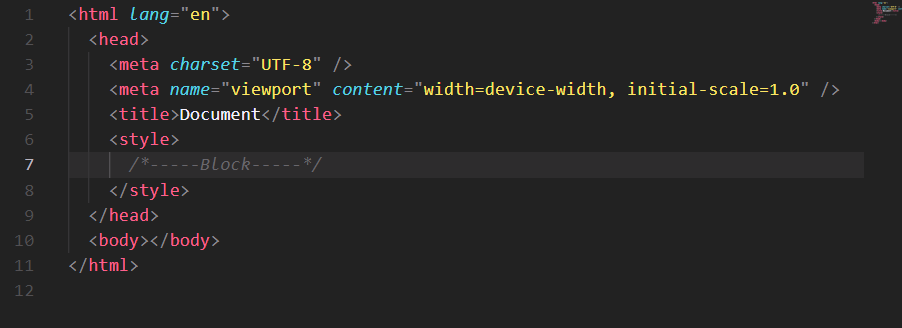 1 <html lang="en">
2 <head>
3 <meta charset="UTF-8" />
4 <meta name="viewport" content="width=device-width, initial-scale=1.0" />
5 <title>Document</title>
6 <style>
7 /*-----Block-----*/
8 </style>
9 </head>
10 <body></body>
11 </html>
12